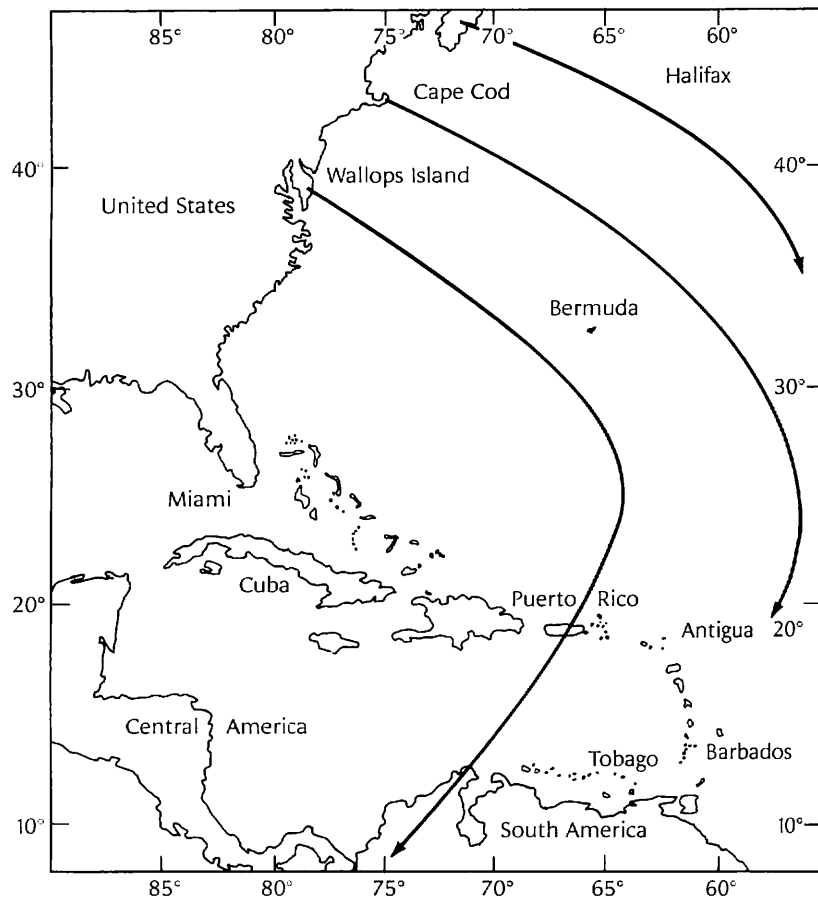 85° 80° 75° 70° 65° 60°
Halifax
Cape Cod
40° 40°
Wallops Island
United States
Bermuda
30° 30°
Miami
Cuba
20° Puerto Rico
Antigua 20°
Central America
Tobago Barbados
10° South America 10°
85° 80° 75° 70° 65° 60°